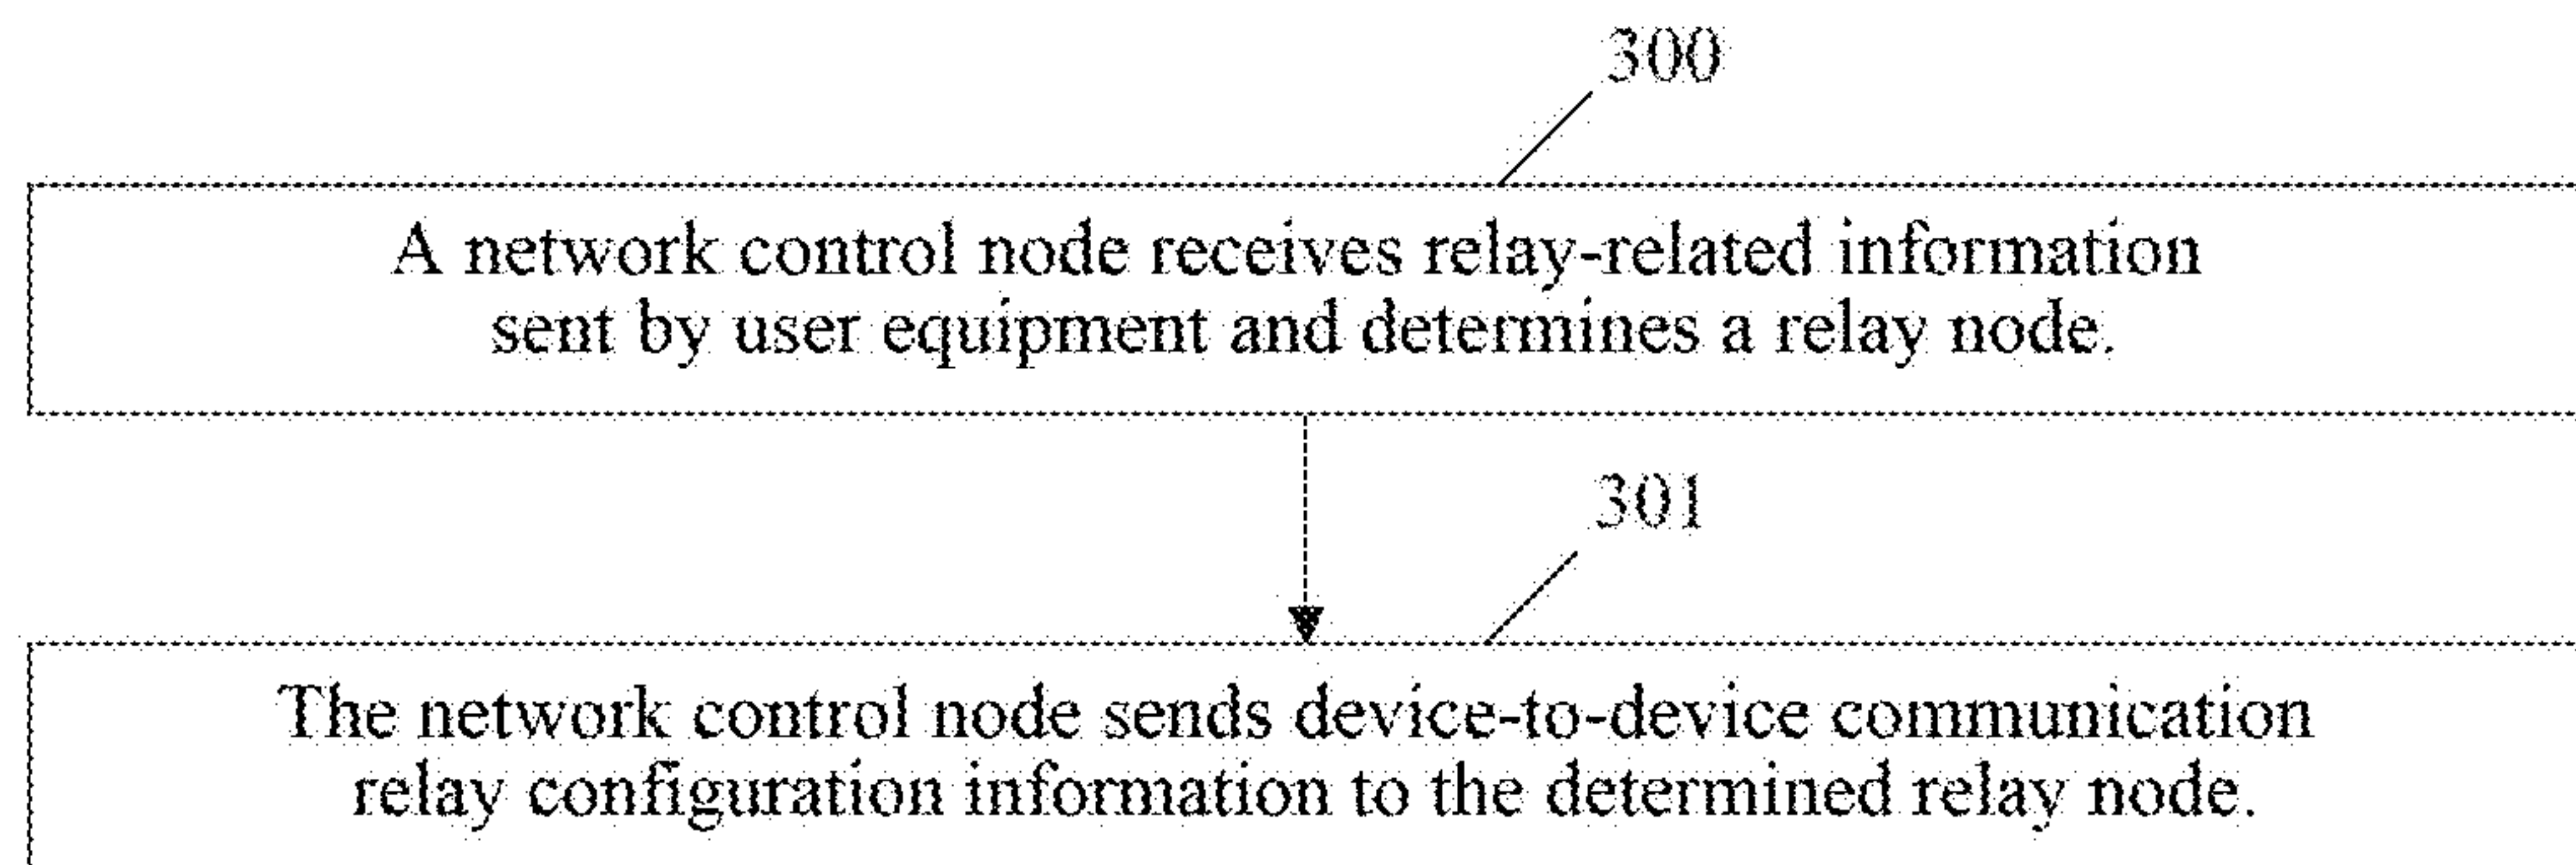 300
A network control node receives relay-related information
sent by user equipment and determines a relay node.
301
The network control node sends device-to-device communication
relay configuration information to the determined relay node.